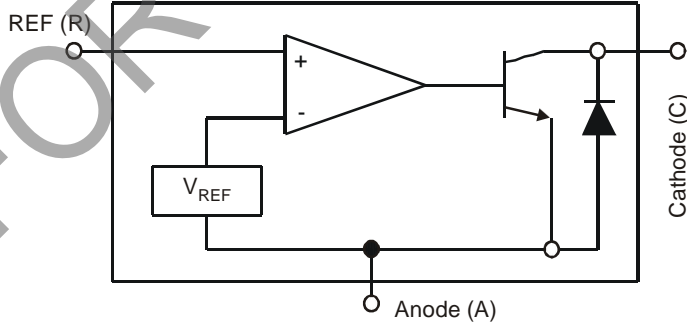 REF (R)
+
-
V_REF
Cathode (C)
Anode (A)